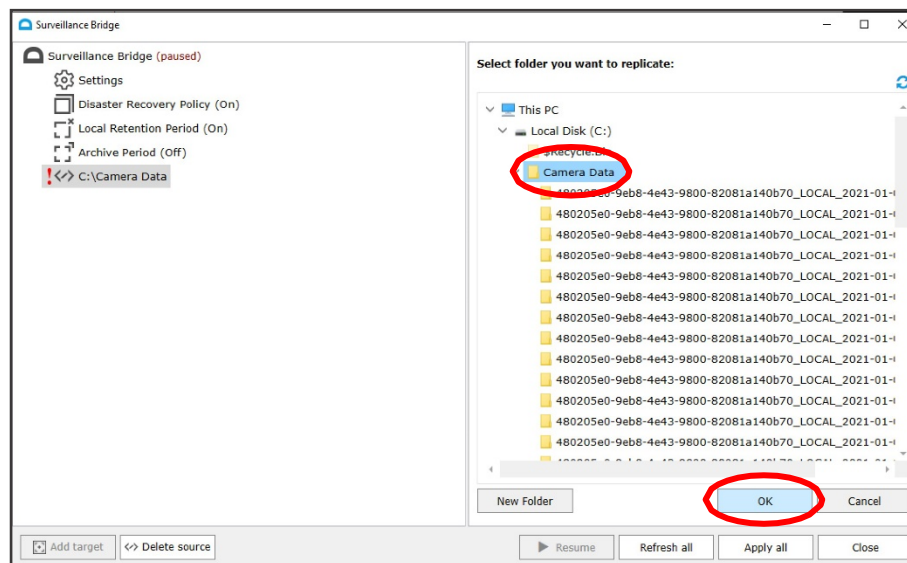 Surveillance Bridge
Surveillance Bridge (paused)
Settings
Disaster Recovery Policy (On)
Local Retention Period (On)
Archive Period (Off)
C:\Camera Data
Select folder you want to replicate:
This PC
Local Disk (C:)
Camera Data
480205e0-9eb8-4e43-9800-82081a140b70_LOCAL_2021-01-
480205e0-9eb8-4e43-9800-82081a140b70_LOCAL_2021-01-
480205e0-9eb8-4e43-9800-82081a140b70_LOCAL_2021-01-
480205e0-9eb8-4e43-9800-82081a140b70_LOCAL_2021-01-
480205e0-9eb8-4e43-9800-82081a140b70_LOCAL_2021-01-
480205e0-9eb8-4e43-9800-82081a140b70_LOCAL_2021-01-
480205e0-9eb8-4e43-9800-82081a140b70_LOCAL_2021-01-
480205e0-9eb8-4e43-9800-82081a140b70_LOCAL_2021-01-
480205e0-9eb8-4e43-9800-82081a140b70_LOCAL_2021-01-
480205e0-9eb8-4e43-9800-82081a140b70_LOCAL_2021-01-
480205e0-9eb8-4e43-9800-82081a140b70_LOCAL_2021-01-
480205e0-9eb8-4e43-9800-82081a140b70_LOCAL_2021-01-
480205e0-9eb8-4e43-9800-82081a140b70_LOCAL_2021-01-
New Folder OK Cancel
Add target Delete source Resume Refresh all Apply all Close